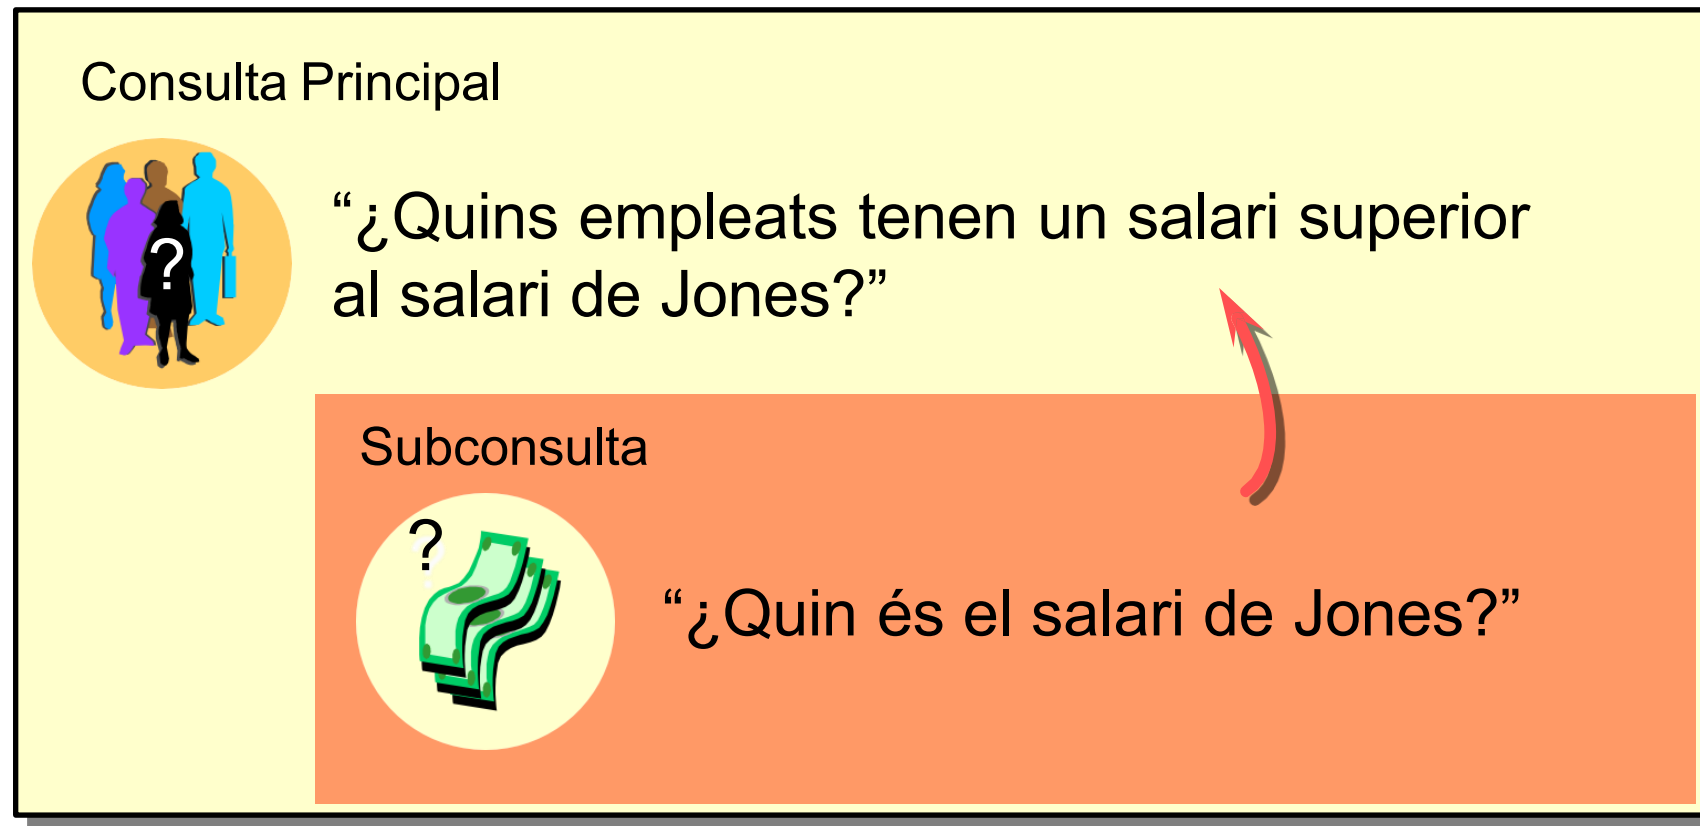 Consulta Principal
?
“¿Quins empleats tenen un salari superior
al salari de Jones?”
Subconsulta
?
“¿Quin és el salari de Jones?”